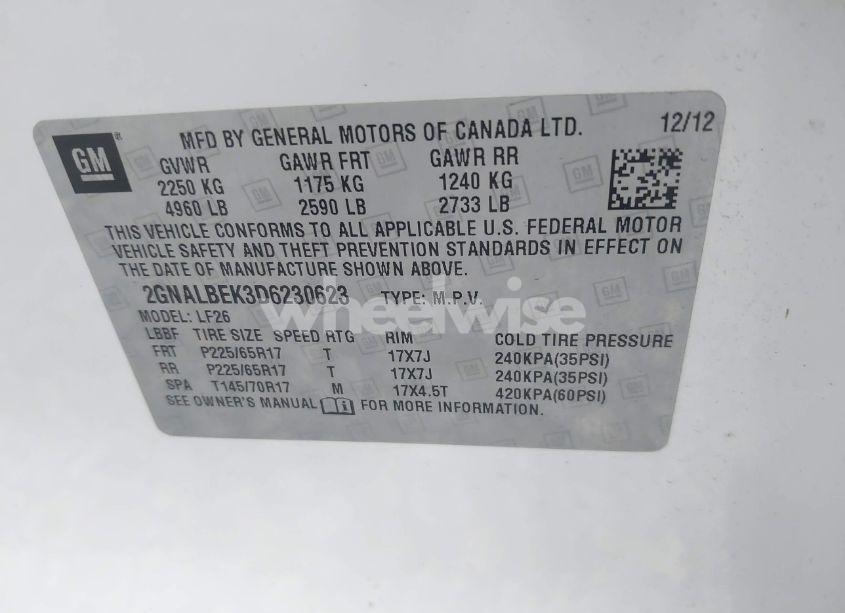 GM
MFD BY GENERAL MOTORS OF CANADA LTD. 12/12
GVWR GAWR FRT GAWR RR
2250 KG 1175 KG 1240 KG
4960 LB 2590 LB 2733 LB
THIS VEHICLE CONFORMS TO ALL APPLICABLE U.S. FEDERAL MOTOR
VEHICLE SAFETY AND THEFT PREVENTION STANDARDS IN EFFECT ON
THE DATE OF MANUFACTURE SHOWN ABOVE.
2GNALBEK3D6230623 TYPE: M.P.V.
wheelwise
MODEL: LF26
LBBF TIRE SIZE SPEED RTG RIM COLD TIRE PRESSURE
FRT P225/65R17 T 17X7J 240KPA(35PSI)
RR P225/65R17 T 17X7J 240KPA(35PSI)
SPA T145/70R17 M 17X4.5T 420KPA(60PSI)
SEE OWNER'S MANUAL FOR MORE INFORMATION.